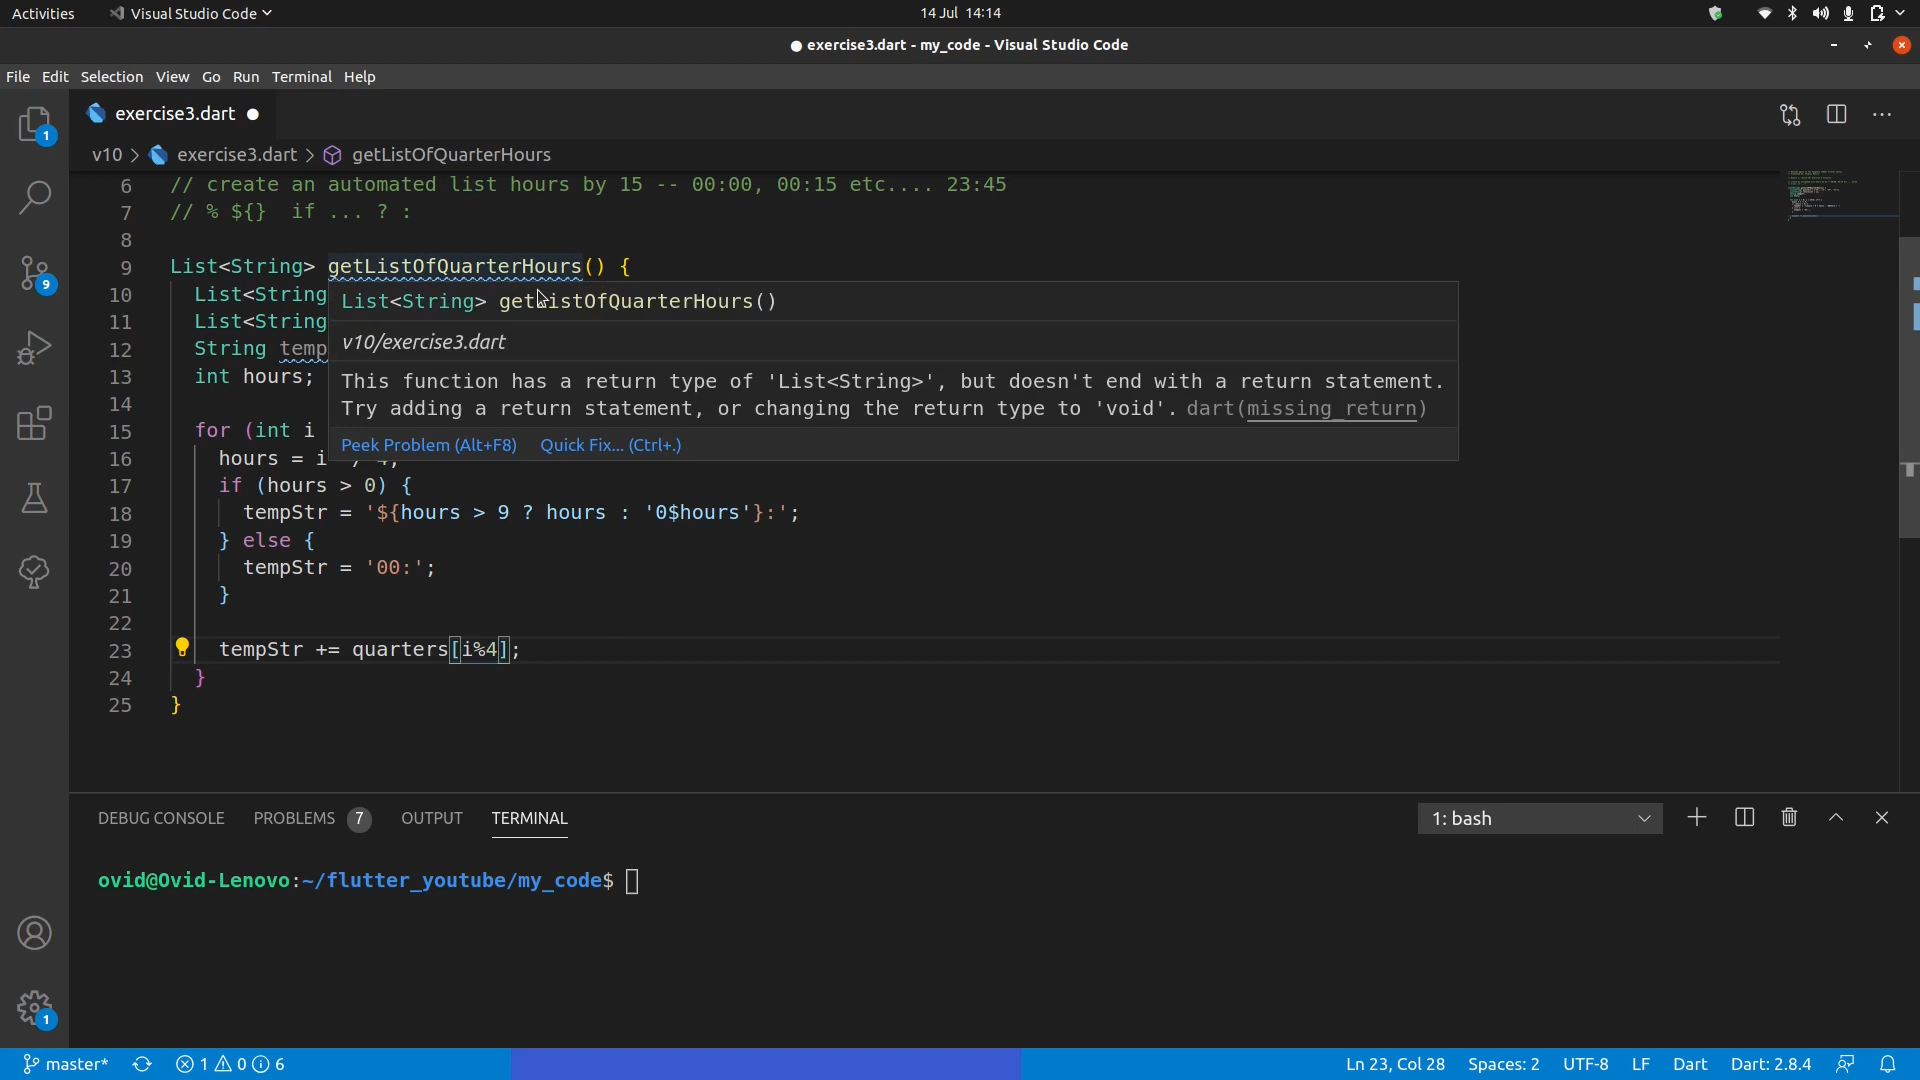 Activities Visual Studio Code 14 Jul 14:14
exercise3.dart - my_code - Visual Studio Code
File Edit Selection View Go Run Terminal Help
exercise3.dart
v10 > exercise3.dart > getListOfQuarterHours
6 // create an automated list hours by 15 -- 00:00, 00:15 etc.... 23:45
7 // % ${} if ... ? :
8
9 List<String> getListOfQuarterHours() {
10 List<String
11 List<String
12 String temp
13 int hours;
14
15 for (int i
16 hours = i
17 if (hours > 0) {
18 tempStr = '${hours > 9 ? hours : '0$hours'}:';
19 } else {
20 tempStr = '00:';
21 }
22
23 tempStr += quarters[i%4];
24 }
25 }
List<String> getListOfQuarterHours()
v10/exercise3.dart
This function has a return type of 'List<String>', but doesn't end with a return statement.
Try adding a return statement, or changing the return type to 'void'. dart(missing_return)
Peek Problem (Alt+F8) Quick Fix... (Ctrl+.)
DEBUG CONSOLE PROBLEMS 7 OUTPUT TERMINAL 1: bash
ovid@Ovid-Lenovo:~/flutter_youtube/my_code$
1
9
1
master* 1 0 6 Ln 23, Col 28 Spaces: 2 UTF-8 LF Dart Dart: 2.8.4